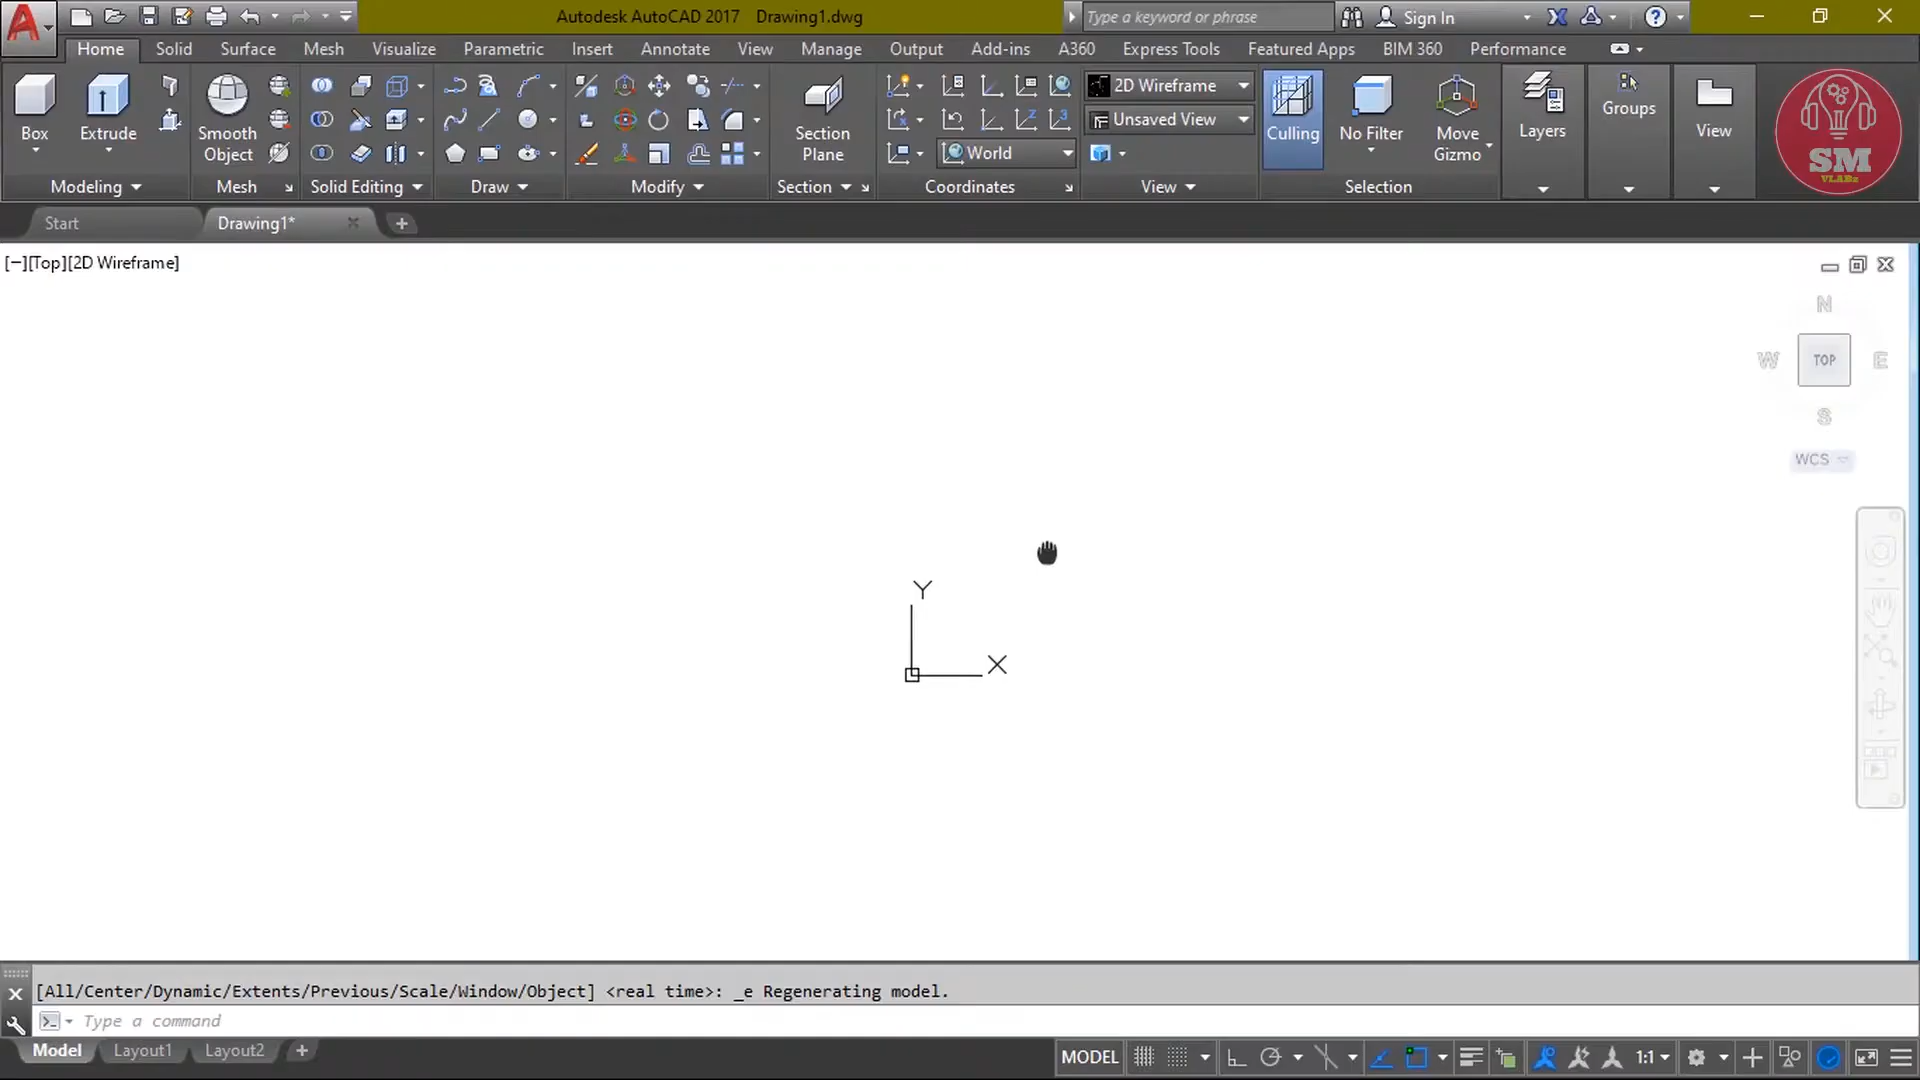 Autodesk AutoCAD 2017 Drawing1.dwg
Type a keyword or phrase
Sign In
Home Solid Surface Mesh Visualize Parametric Insert Annotate View Manage Output Add-ins A360 Express Tools Featured Apps BIM 360 Performance
Box
Extrude
Smooth
Object
Section
Plane
2D Wireframe
Unsaved View
World
Culling
No Filter
Move
Gizmo
Layers
Groups
View
SM
VLABz
Modeling
Mesh
Solid Editing
Draw
Modify
Section
Coordinates
View
Selection
Start
Drawing1*
[−][Top][2D Wireframe]
N
W
TOP
E
S
WCS
Y
X
[All/Center/Dynamic/Extents/Previous/Scale/Window/Object] <real time>: _e Regenerating model.
Type a command
Model
Layout1
Layout2
MODEL
1:1